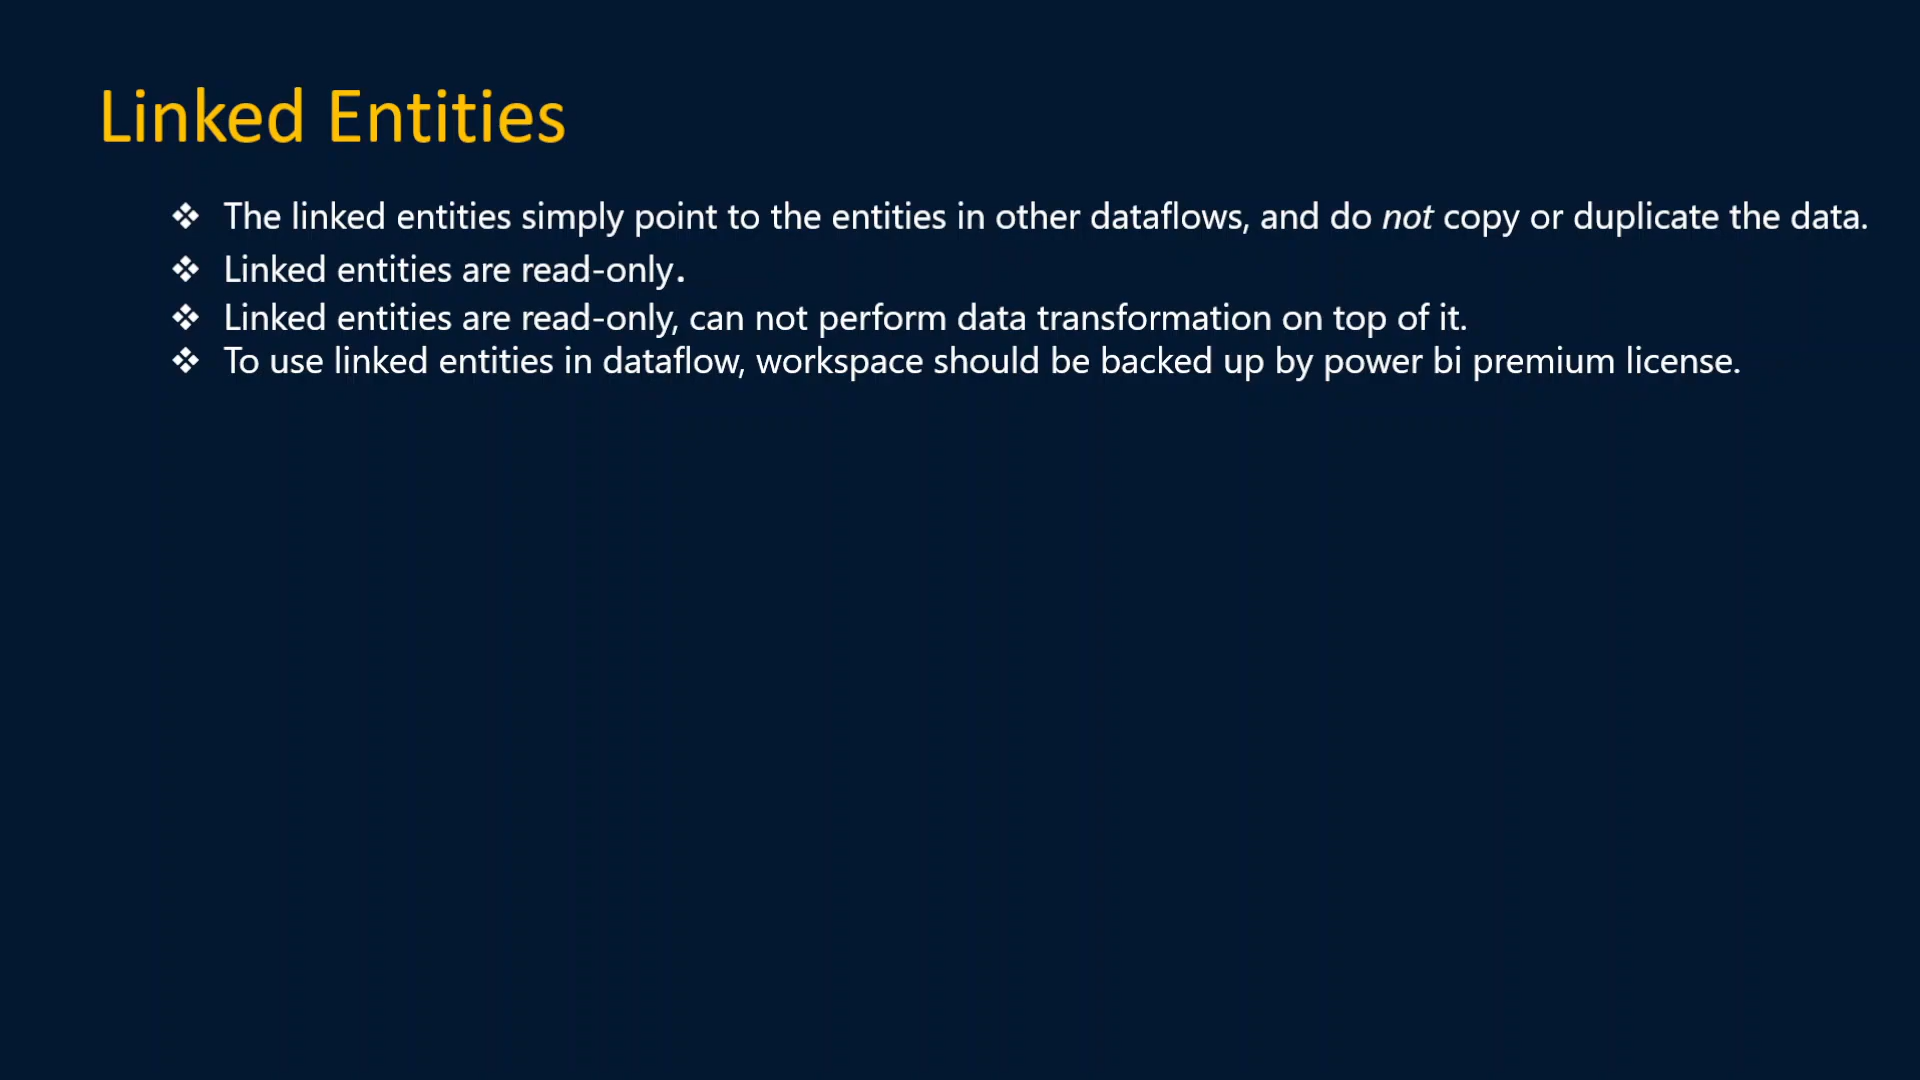 Linked Entities
❖ The linked entities simply point to the entities in other dataflows, and do not copy or duplicate the data.
❖ Linked entities are read-only.
❖ Linked entities are read-only, can not perform data transformation on top of it.
❖ To use linked entities in dataflow, workspace should be backed up by power bi premium license.